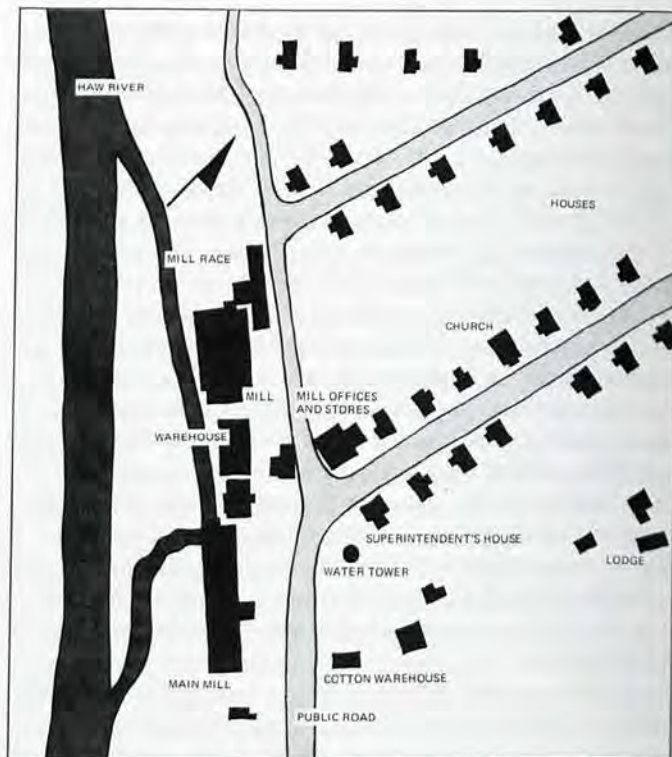 HAW RIVER
HOUSES
MILL RACE
CHURCH
MILL
MILL OFFICES
AND STORES
WAREHOUSE
SUPERINTENDENT'S HOUSE
WATER TOWER
LODGE
COTTON WAREHOUSE
MAIN MILL
PUBLIC ROAD